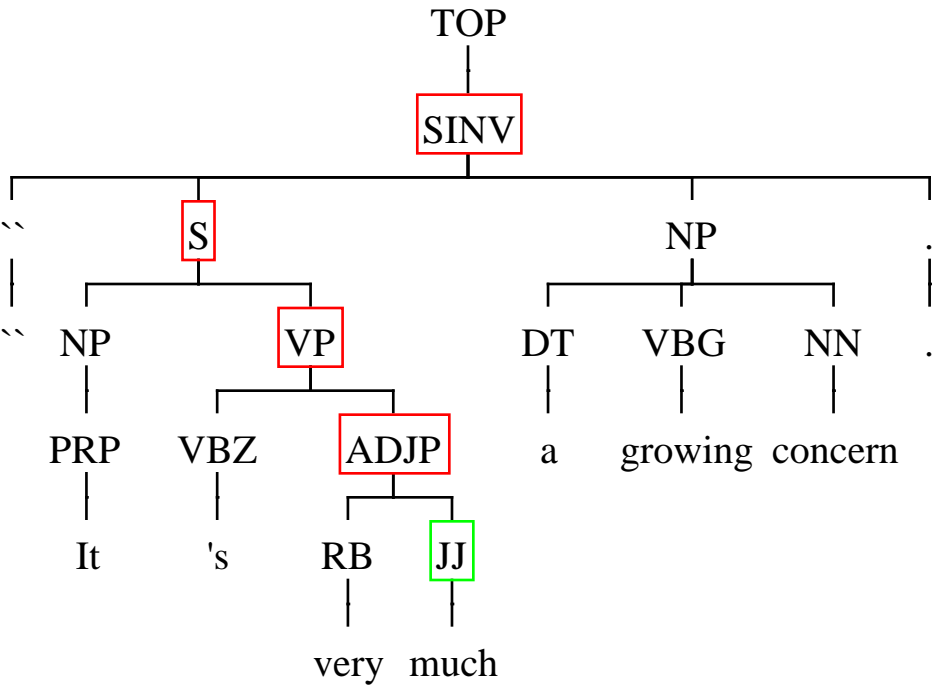 TOP
SINV
`` S NP .
`` NP VP DT VBG NN .
PRP VBZ ADJP a growing concern
It 's RB JJ
very much